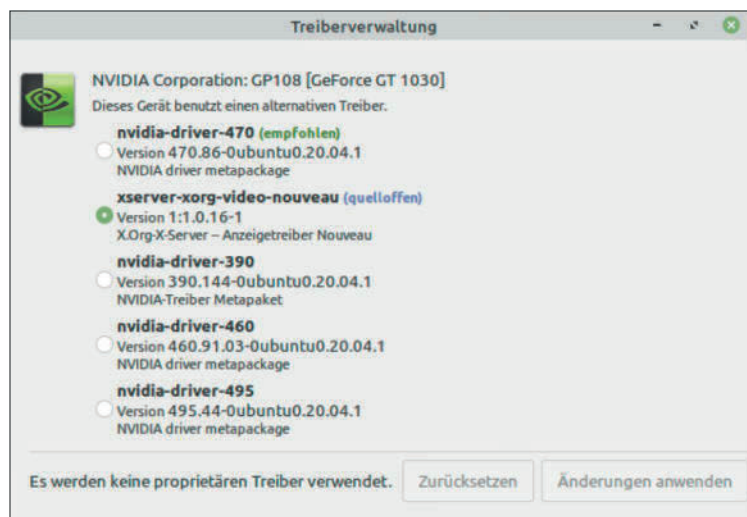 Treiberverwaltung
NVIDIA Corporation: GP108 [GeForce GT 1030]
Dieses Gerät benutzt einen alternativen Treiber.
nvidia-driver-470 (empfohlen)
Version 470.86-0ubuntu0.20.04.1
NVIDIA driver metapackage
xserver-xorg-video-nouveau (quelloffen)
Version 1:1.0.16-1
X.Org-X-Server – Anzeigetreiber Nouveau
nvidia-driver-390
Version 390.144-0ubuntu0.20.04.1
NVIDIA-Treiber Metapaket
nvidia-driver-460
Version 460.91.03-0ubuntu0.20.04.1
NVIDIA driver metapackage
nvidia-driver-495
Version 495.44-0ubuntu0.20.04.1
NVIDIA driver metapackage
Es werden keine proprietären Treiber verwendet. Zurücksetzen Änderungen anwenden